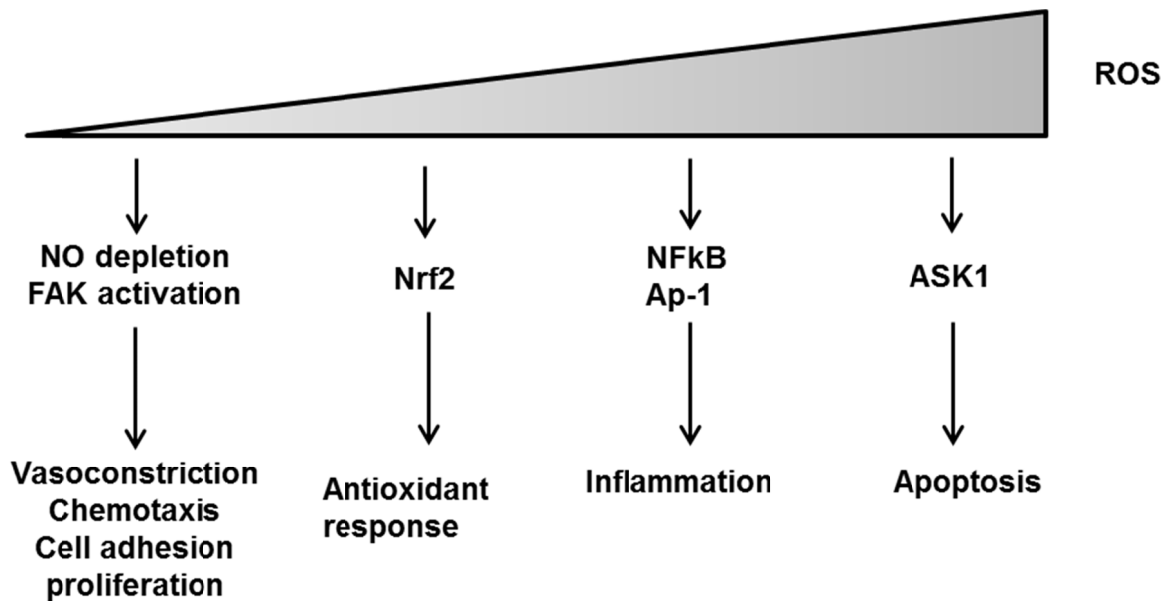 ROS
NO depletion
FAK activation
Nrf2
NFkB
Ap-1
ASK1
Vasoconstriction
Chemotaxis
Cell adhesion
proliferation
Antioxidant
response
Inflammation
Apoptosis